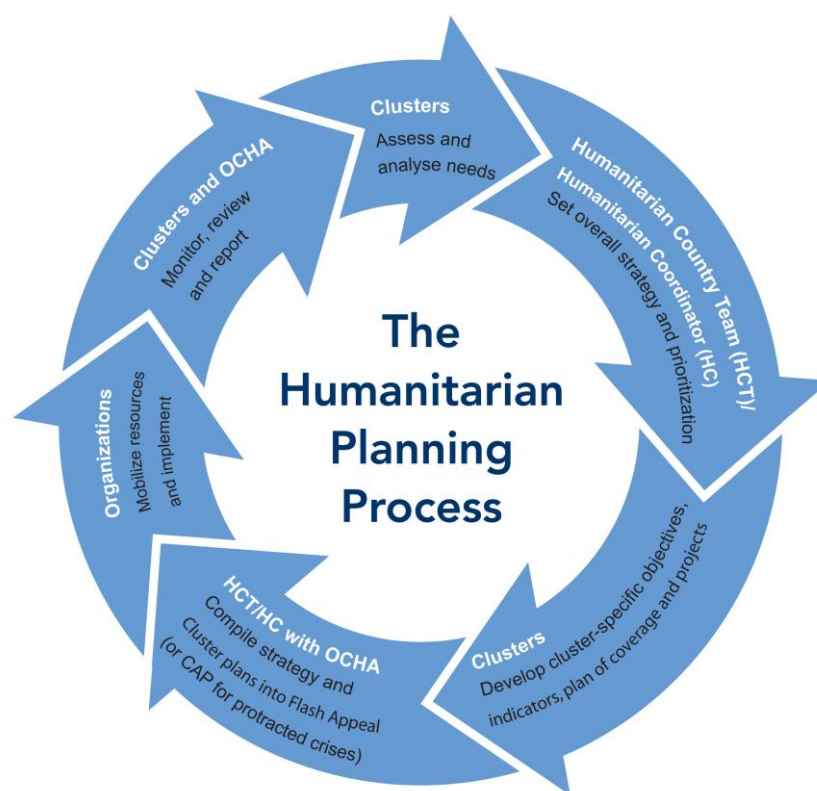 The
Humanitarian
Planning
Process
Clusters
Assess and
analyse needs
Humanitarian Country Team (HCT)/
Humanitarian Coordinator (HC)
Set overall strategy and prioritization
Clusters
Develop cluster-specific objectives,
indicators, plan of coverage and projects
HCT/HC with OCHA
Compile strategy and
Cluster plans into Flash Appeal
(or CAP for protracted crises)
Organizations
Mobilize resources
and implement
Clusters and OCHA
Monitor, review
and report